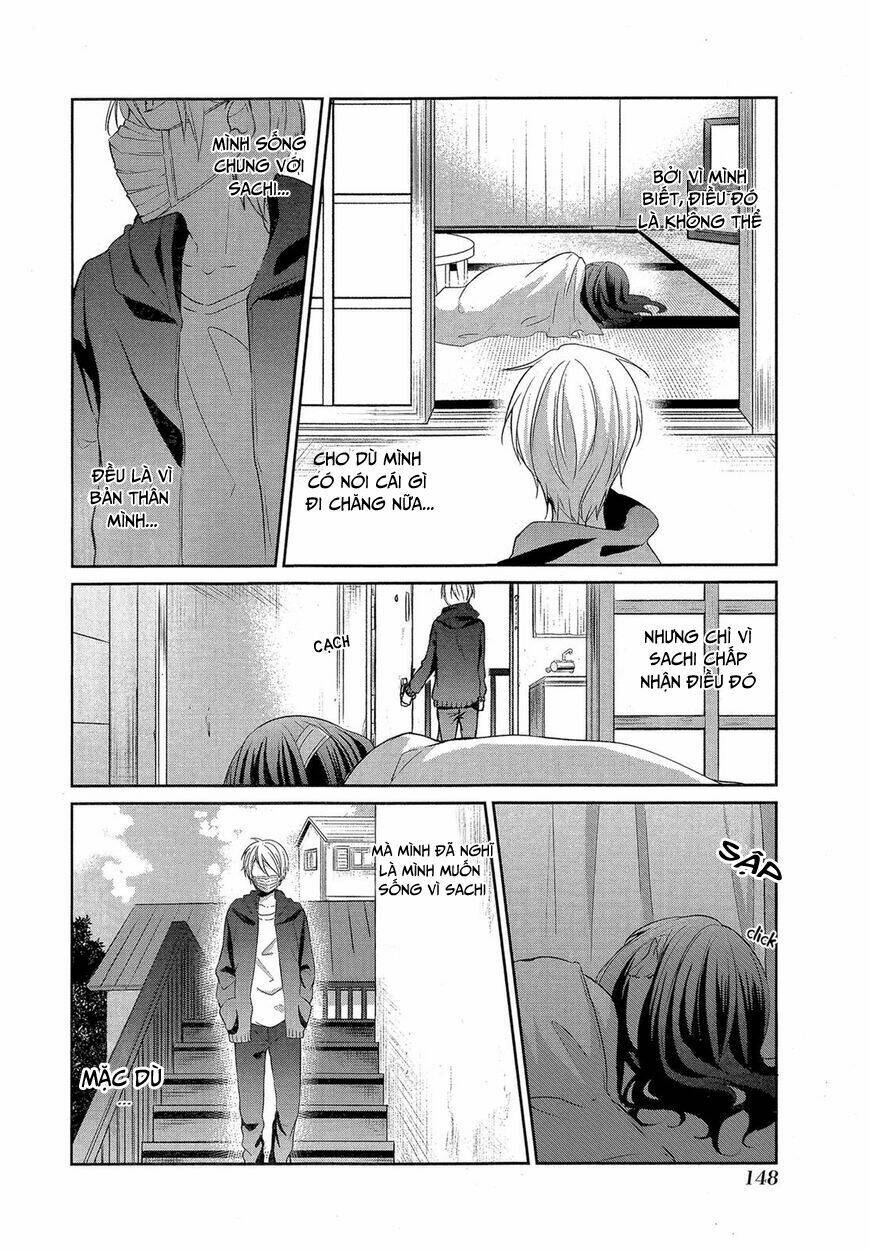 BỞI VÌ MÌNH
BIẾT, ĐIỀU ĐÓ
LÀ KHÔNG THỂ
CHO DÙ MÌNH
CÓ NÓI CÁI GÌ
ĐI CHĂNG NỮA...
MÌNH SỐNG
CHUNG VỚI
SACHI...
ĐỀU LÀ VÌ
BẢN THÂN
MÌNH...
NHƯNG CHỈ VÌ
SACHI CHẤP
NHẬN ĐIỀU ĐÓ
CẠCH
SẬP
click
MÀ MÌNH ĐÃ NGHĨ
LÀ MÌNH MUỐN
SỐNG VÌ SACHI
MẶC DÙ
...
148